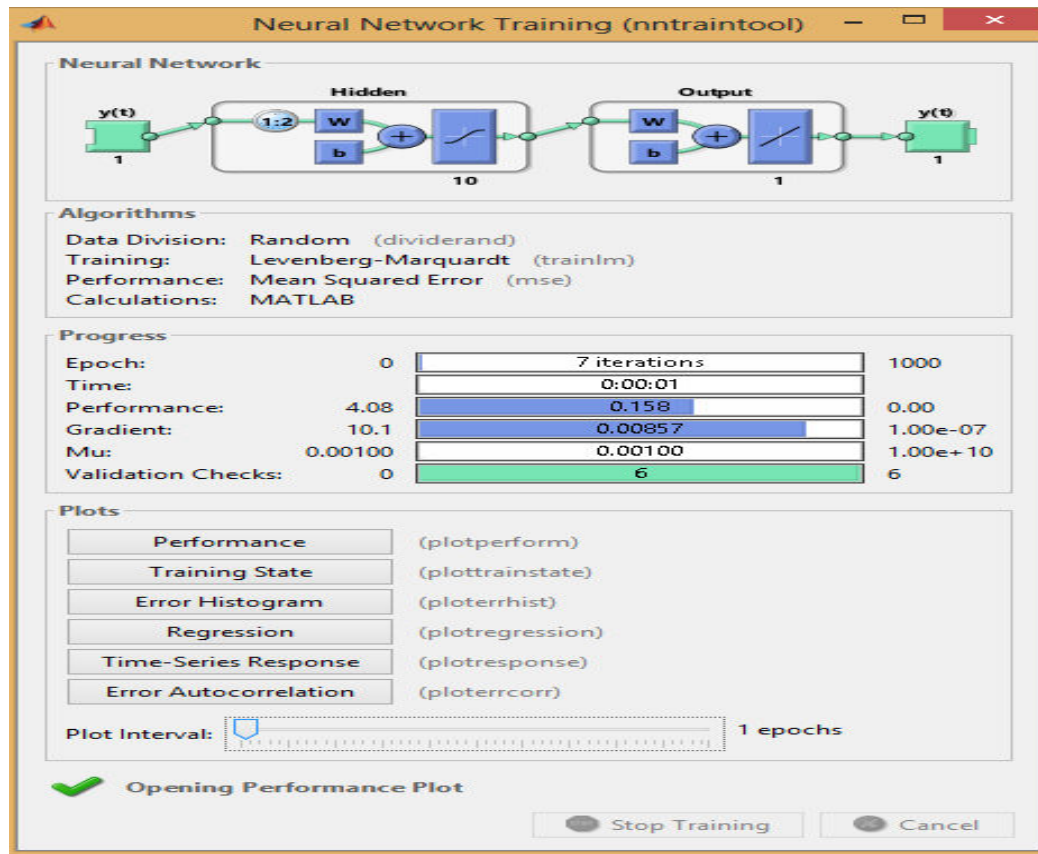 Neural Network Training (nntraintool)
Neural Network
Hidden
Output
y(t)
1
1:2
W
b
+
10
W
b
+
1
y(t)
1
Algorithms
Data Division: Random (dividerand)
Training: Levenberg-Marquardt (trainlm)
Performance: Mean Squared Error (mse)
Calculations: MATLAB
Progress
Epoch: 0 7 iterations 1000
Time: 0:00:01
Performance: 4.08 0.158 0.00
Gradient: 10.1 0.00857 1.00e-07
Mu: 0.00100 0.00100 1.00e+10
Validation Checks: 0 6 6
Plots
Performance (plotperform)
Training State (plottrainstate)
Error Histogram (ploterrhist)
Regression (plotregression)
Time-Series Response (plotresponse)
Error Autocorrelation (ploterrcorr)
Plot Interval: 1 epochs
Opening Performance Plot
Stop Training Cancel